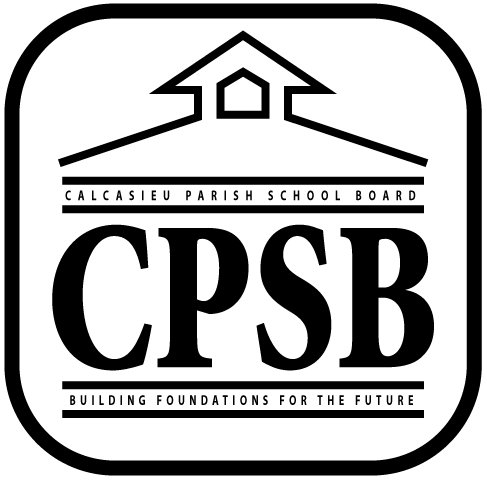 CALCASIEU PARISH SCHOOL BOARD
CPSB
BUILDING FOUNDATIONS FOR THE FUTURE